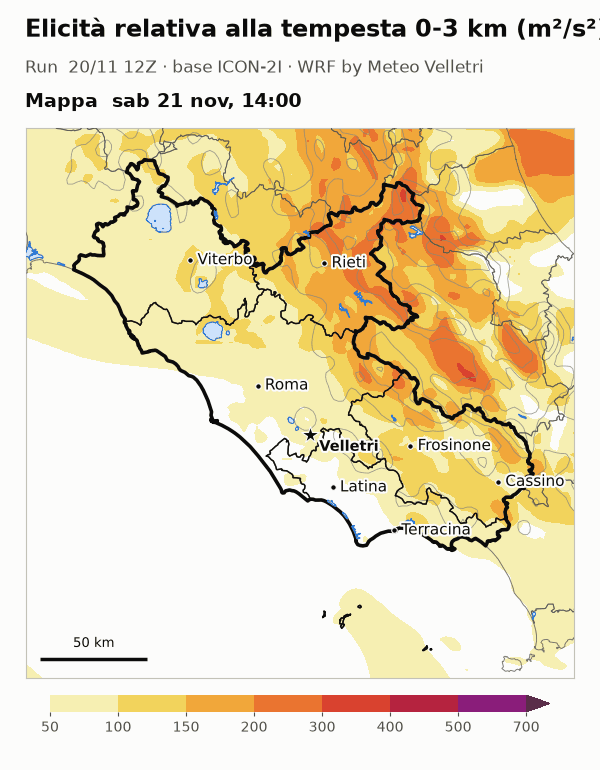 Elicità relativa alla tempesta 0-3 km (m²/s²)
Run  20/11 12Z · base ICON-2I · WRF by Meteo Velletri
Mappa  sab 21 nov, 14:00
Viterbo
Rieti
Roma
Velletri
Frosinone
Cassino
Latina
Terracina
50 km
50 100 150 200 300 400 500 700